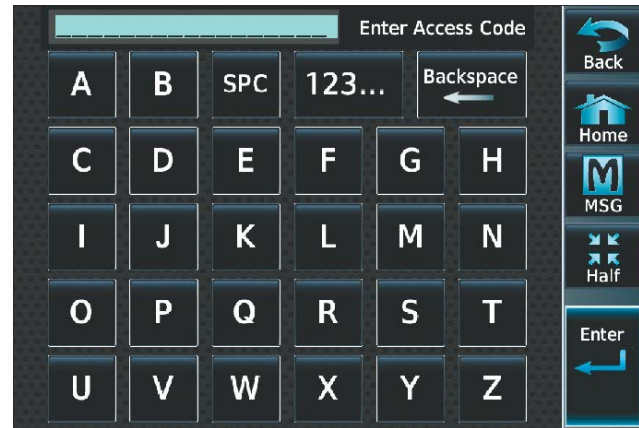 Enter Access Code
Back
A B SPC 123... Backspace
Home
C D E F G H
MSG
I J K L M N
Half
O P Q R S T
Enter
U V W X Y Z